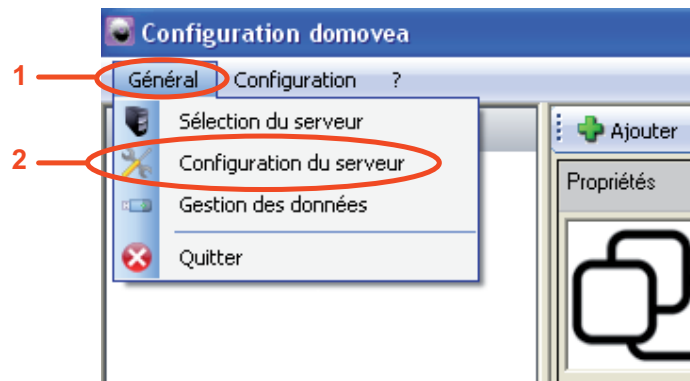 Configuration domovea
1 Général Configuration ?
Sélection du serveur
Ajouter
2 Configuration du serveur
Propriétés
Gestion des données
Quitter